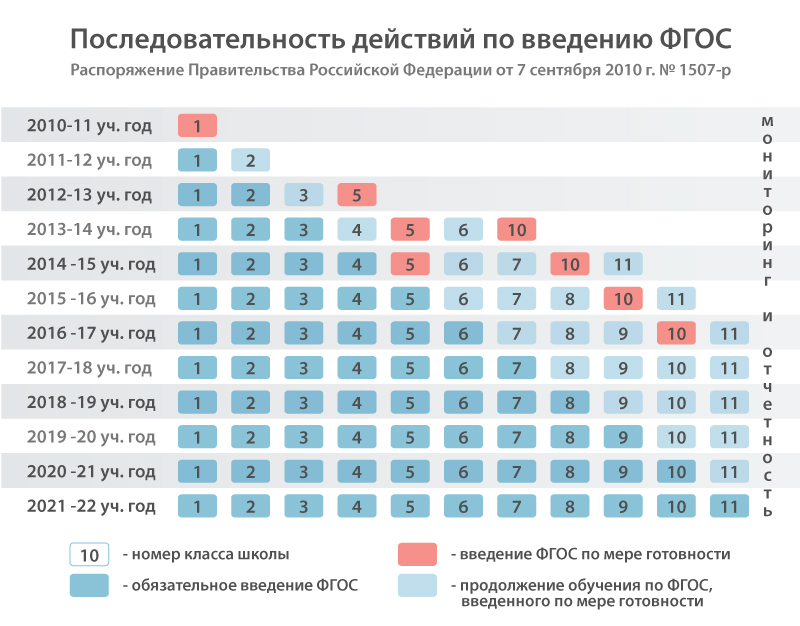 Последовательность действий по введению ФГОС
Распоряжение Правительства Российской Федерации от 7 сентября 2010 г. № 1507-р
2010-11 уч. год 1
2011-12 уч. год 1 2
2012-13 уч. год 1 2 3 5
2013-14 уч. год 1 2 3 4 5 6 10
2014 -15 уч. год 1 2 3 4 5 6 7 10 11
2015 -16 уч. год 1 2 3 4 5 6 7 8 10 11
2016 -17 уч. год 1 2 3 4 5 6 7 8 9 10 11
2017-18 уч. год 1 2 3 4 5 6 7 8 9 10 11
2018 -19 уч. год 1 2 3 4 5 6 7 8 9 10 11
2019 -20 уч. год 1 2 3 4 5 6 7 8 9 10 11
2020 -21 уч. год 1 2 3 4 5 6 7 8 9 10 11
2021 -22 уч. год 1 2 3 4 5 6 7 8 9 10 11
мониторинг и отчетность
10 - номер класса школы
- обязательное введение ФГОС
- введение ФГОС по мере готовности
- продолжение обучения по ФГОС,
введенного по мере готовности